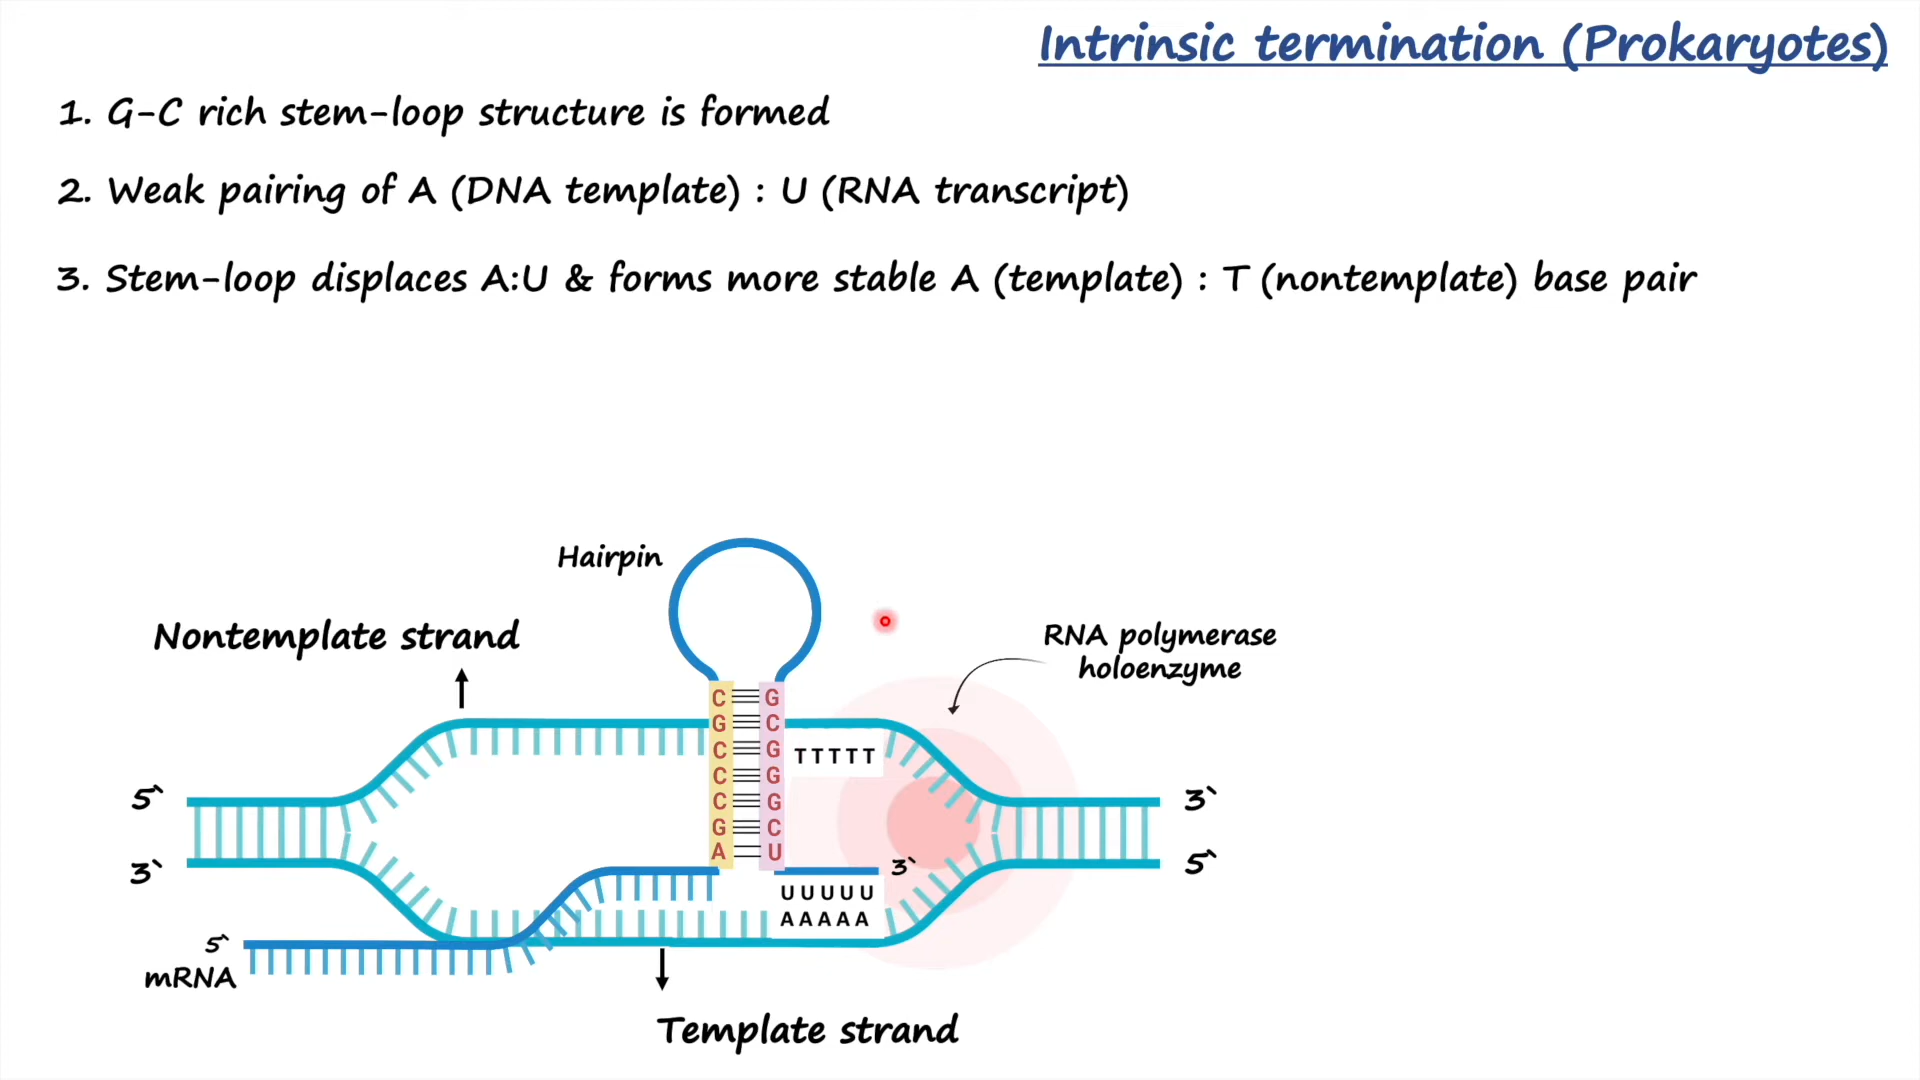 Intrinsic termination (Prokaryotes)
1. G-C rich stem-loop structure is formed
2. Weak pairing of A (DNA template) : U (RNA transcript)
3. Stem-loop displaces A:U & forms more stable A (template) : T (nontemplate) base pair
Hairpin
Nontemplate strand
RNA polymerase
holoenzyme
C G
G C
C G
C G
C G
G C
A U
TTTTT
5`
3`
3`
5`
3`
UUUUU
AAAAA
5`
mRNA
Template strand